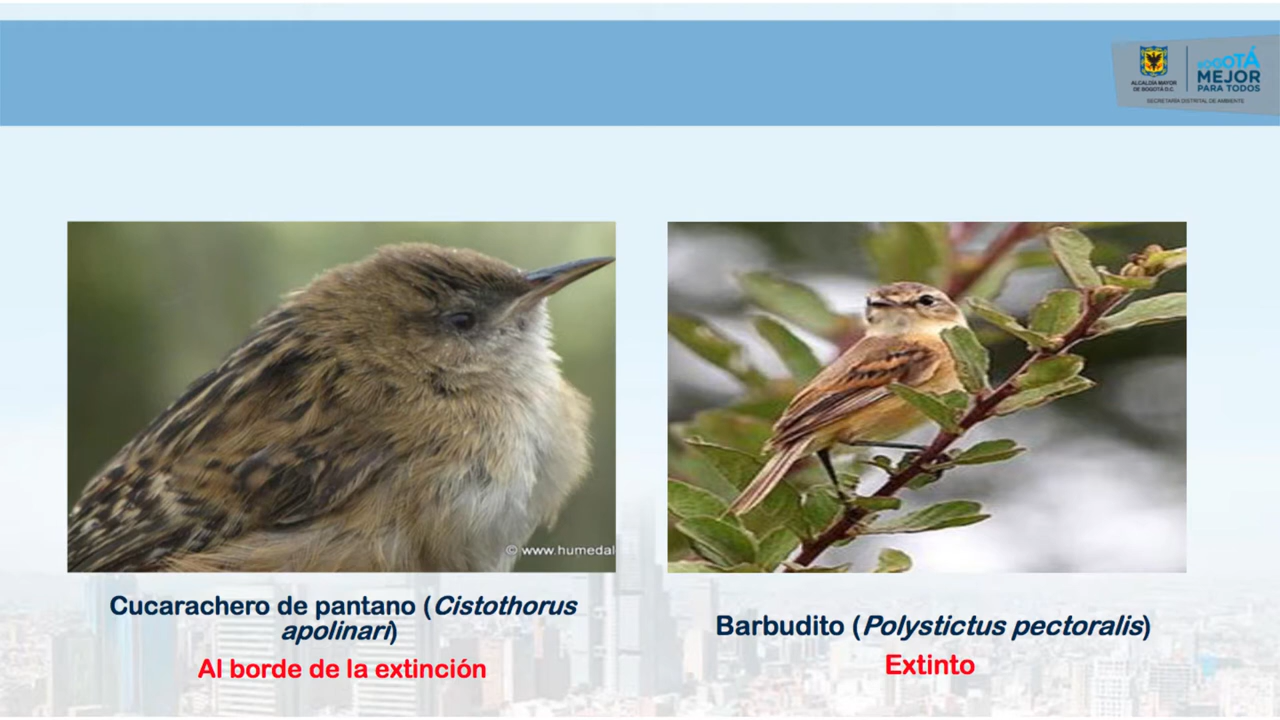 ALCALDÍA MAYOR
DE BOGOTÁ D.C.
BOGOTÁ
MEJOR
PARA TODOS
SECRETARÍA DISTRITAL DE AMBIENTE
© www.humedal
Cucarachero de pantano (Cistothorus
apolinari)
Al borde de la extinción
Barbudito (Polystictus pectoralis)
Extinto